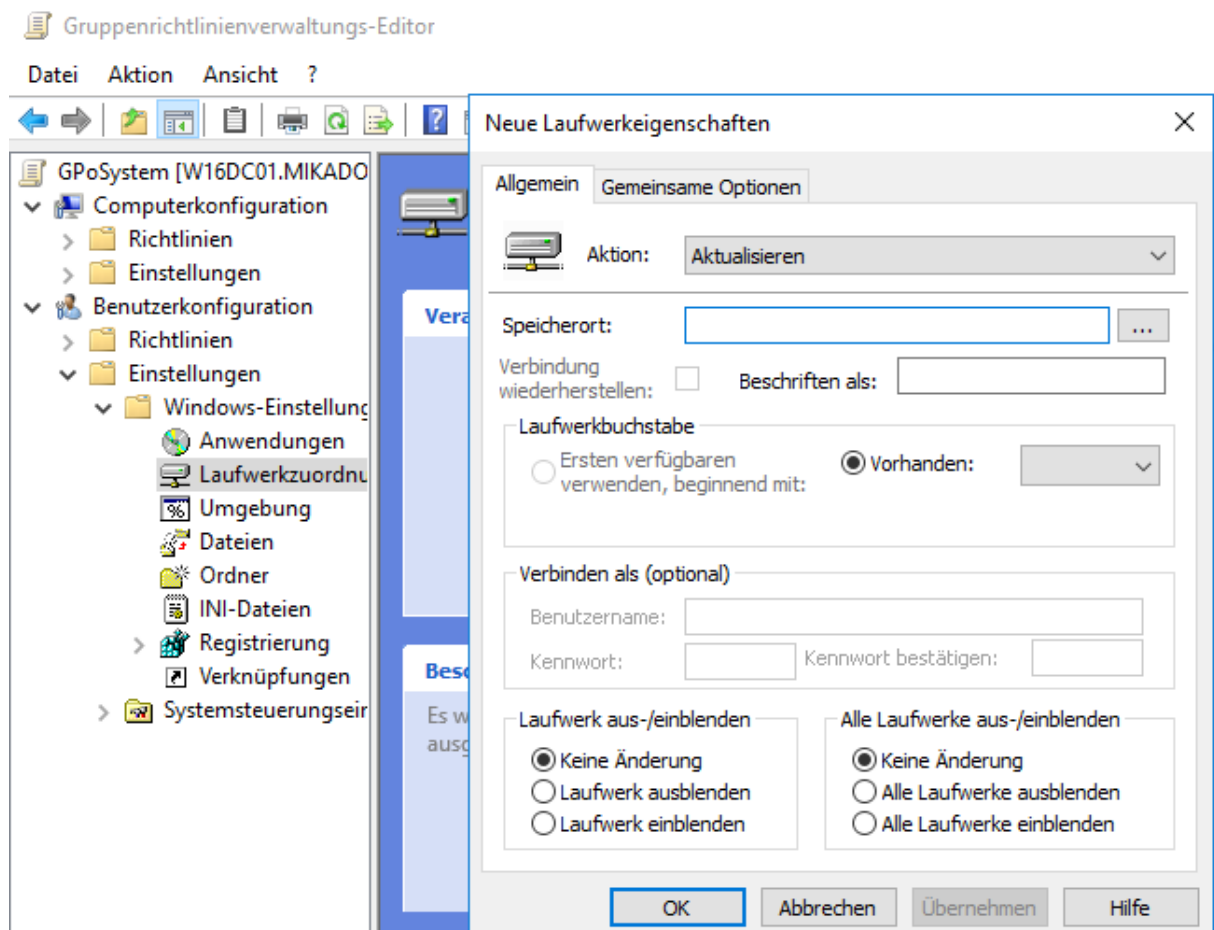 Gruppenrichtlinienverwaltungs-Editor
Datei Aktion Ansicht ?
GPoSystem [W16DC01.MIKADO
Computerkonfiguration
Richtlinien
Einstellungen
Benutzerkonfiguration
Richtlinien
Einstellungen
Windows-Einstellung
Anwendungen
Laufwerkzuordnu
Umgebung
Dateien
Ordner
INI-Dateien
Registrierung
Verknüpfungen
Systemsteuerungsein
Vera
Besc
Es w
ausg
Neue Laufwerkeigenschaften
Allgemein Gemeinsame Optionen
Aktion: Aktualisieren
Speicherort: ...
Verbindung
wiederherstellen: Beschriften als:
Laufwerkbuchstabe
Ersten verfügbaren
verwenden, beginnend mit: Vorhanden:
Verbinden als (optional)
Benutzername:
Kennwort: Kennwort bestätigen:
Laufwerk aus-/einblenden Alle Laufwerke aus-/einblenden
Keine Änderung Keine Änderung
Laufwerk ausblenden Alle Laufwerke ausblenden
Laufwerk einblenden Alle Laufwerke einblenden
OK Abbrechen Übernehmen Hilfe